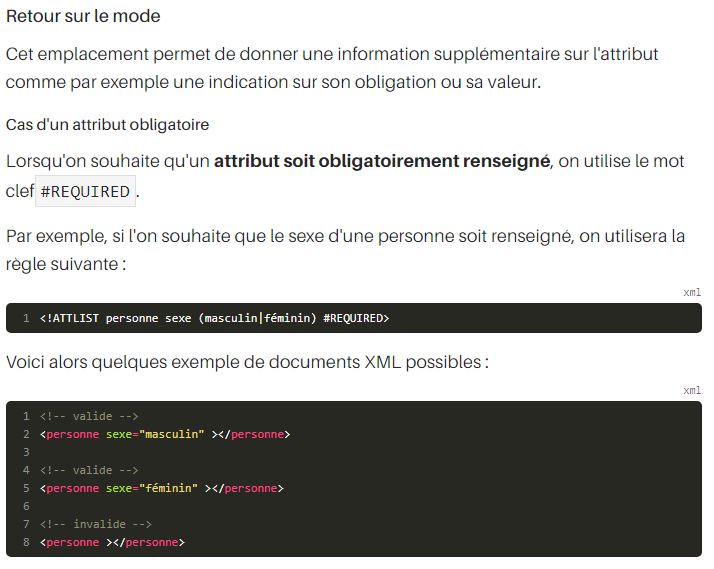 Retour sur le mode
Cet emplacement permet de donner une information supplémentaire sur l'attribut
comme par exemple une indication sur son obligation ou sa valeur.
Cas d'un attribut obligatoire
Lorsqu'on souhaite qu'un attribut soit obligatoirement renseigné, on utilise le mot
clef #REQUIRED .
Par exemple, si l'on souhaite que le sexe d'une personne soit renseigné, on utilisera la
règle suivante :
xml
1 <!ATTLIST personne sexe (masculin|féminin) #REQUIRED>
Voici alors quelques exemple de documents XML possibles :
xml
1 <!-- valide -->
2 <personne sexe="masculin" ></personne>
3
4 <!-- valide -->
5 <personne sexe="féminin" ></personne>
6
7 <!-- invalide -->
8 <personne ></personne>